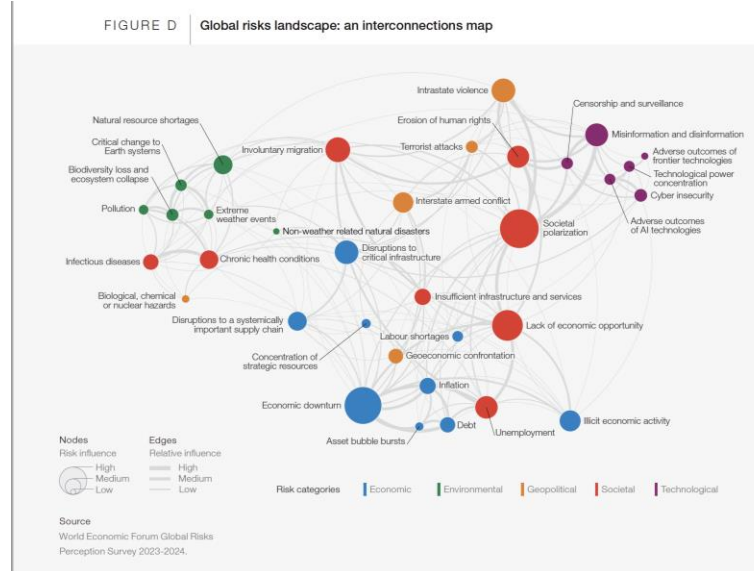 FIGURE D
Global risks landscape: an interconnections map
Intrastate violence
Censorship and surveillance
Natural resource shortages
Erosion of human rights
Misinformation and disinformation
Critical change to
Earth systems
Involuntary migration
Terrorist attacks
Adverse outcomes of
frontier technologies
Biodiversity loss and
ecosystem collapse
Technological power
concentration
Cyber insecurity
Pollution
Extreme
weather events
Interstate armed conflict
Societal
polarization
Adverse outcomes
of AI technologies
Non-weather related natural disasters
Disruptions to
critical infrastructure
Infectious diseases
Chronic health conditions
Biological, chemical
or nuclear hazards
Insufficient infrastructure and services
Disruptions to a systemically
important supply chain
Lack of economic opportunity
Labour shortages
Concentration of
strategic resources
Geoeconomic confrontation
Inflation
Economic downturn
Illicit economic activity
Debt
Unemployment
Asset bubble bursts
Nodes
Risk influence
High
Medium
Low
Edges
Relative influence
High
Medium
Low
Risk categories
Economic
Environmental
Geopolitical
Societal
Technological
Source
World Economic Forum Global Risks
Perception Survey 2023-2024.